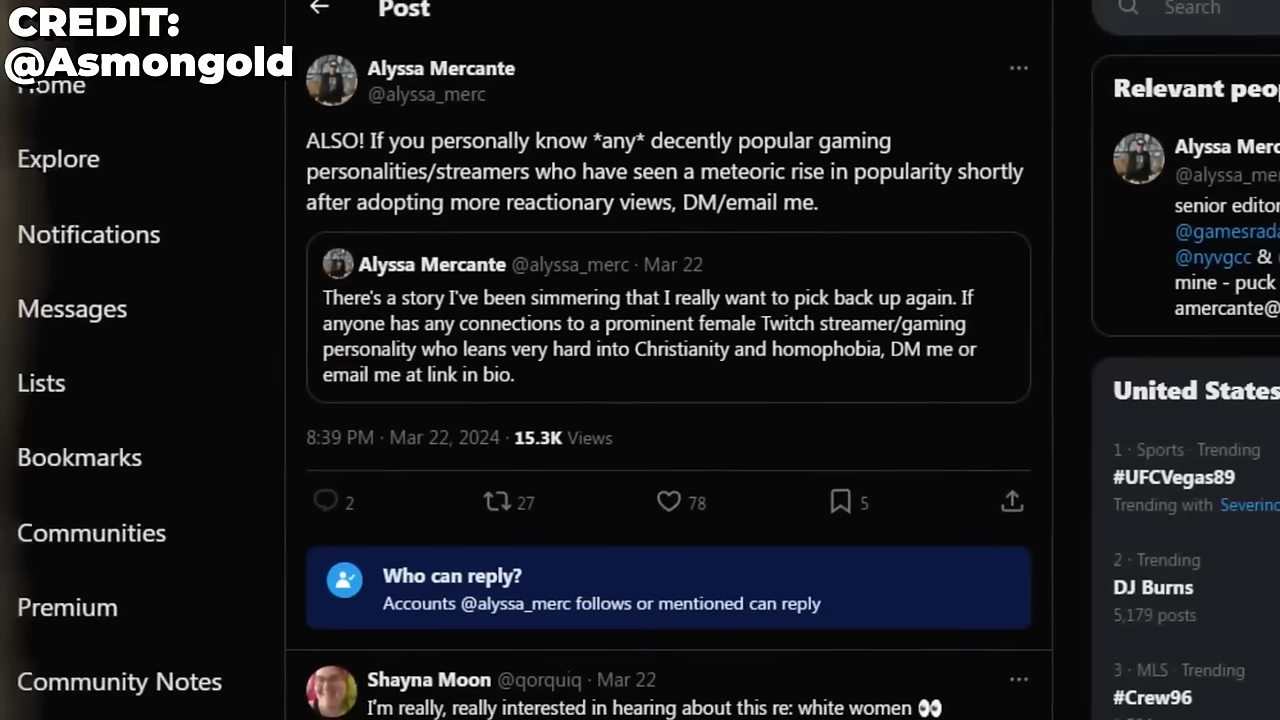 CREDIT:
@Asmongold
Home
Explore
Notifications
Messages
Lists
Bookmarks
Communities
Premium
Community Notes
Post
Alyssa Mercante
@alyssa_merc
ALSO! If you personally know *any* decently popular gaming
personalities/streamers who have seen a meteoric rise in popularity shortly
after adopting more reactionary views, DM/email me.
Alyssa Mercante @alyssa_merc · Mar 22
There's a story I've been simmering that I really want to pick back up again. If
anyone has any connections to a prominent female Twitch streamer/gaming
personality who leans very hard into Christianity and homophobia, DM me or
email me at link in bio.
8:39 PM · Mar 22, 2024 · 15.3K Views
2 27 78 5
Who can reply?
Accounts @alyssa_merc follows or mentioned can reply
Shayna Moon @qorquiq · Mar 22
I'm really, really interested in hearing about this re: white women 👀
Search
Relevant peo
Alyssa Merc
@alyssa_me
senior editor
@gamesrada
@nyvgcc &
mine - puck
amercante@
United States
1 · Sports · Trending
#UFCVegas89
Trending with Severino
2 · Trending
DJ Burns
5,179 posts
3 · MLS · Trending
#Crew96